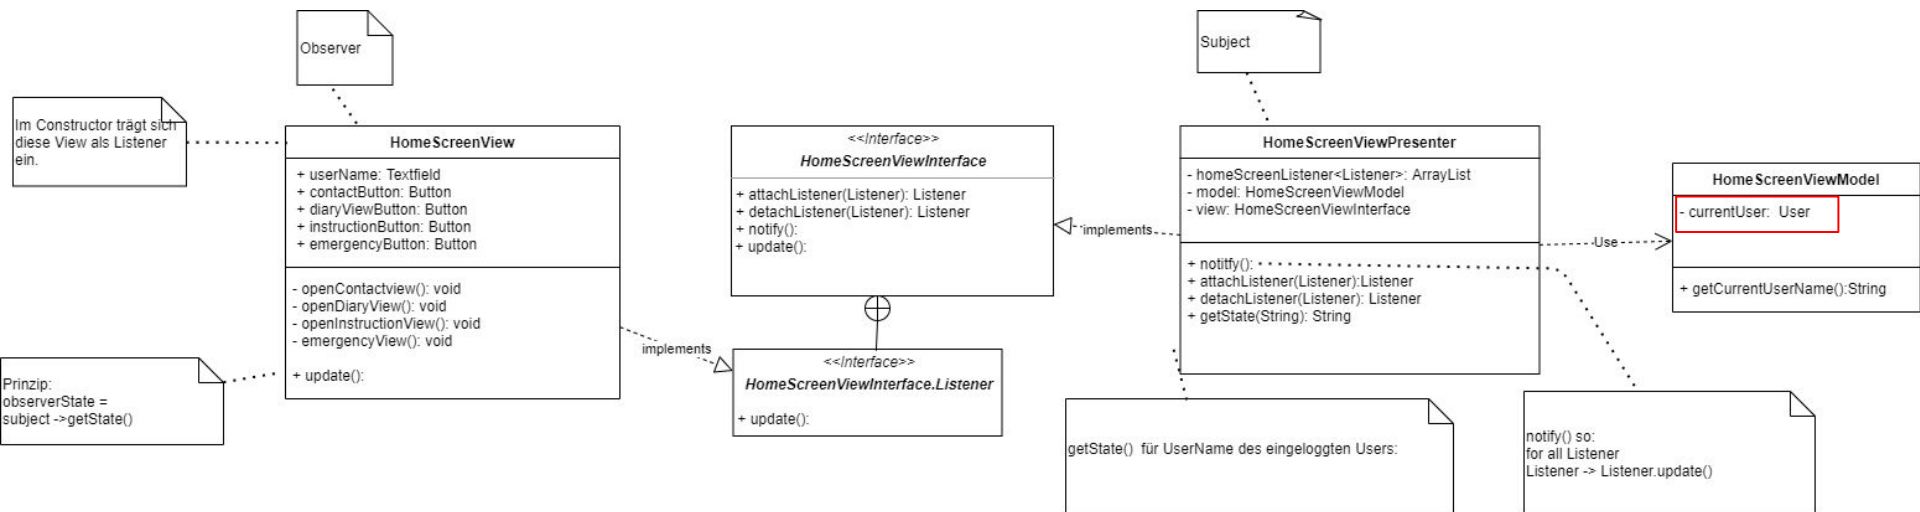 Observer
Subject
Im Constructor trägt sich
diese View als Listener
ein.
HomeScreenView
+ userName: Textfield
+ contactButton: Button
+ diaryViewButton: Button
+ instructionButton: Button
+ emergencyButton: Button
- openContactview(): void
- openDiaryView(): void
- openInstructionView(): void
- emergencyView(): void
+ update():
Prinzip:
observerState =
subject ->getState()
implements
<<Interface>>
HomeScreenViewInterface
+ attachListener(Listener): Listener
+ detachListener(Listener): Listener
+ notify():
+ update():
<<Interface>>
HomeScreenViewInterface.Listener
+ update():
implements
HomeScreenViewPresenter
- homeScreenListener<Listener>: ArrayList
- model: HomeScreenViewModel
- view: HomeScreenViewInterface
+ notitfy():
+ attachListener(Listener):Listener
+ detachListener(Listener): Listener
+ getState(String): String
Use
HomeScreenViewModel
- currentUser: User
+ getCurrentUserName():String
getState() für UserName des eingeloggten Users:
notify() so:
for all Listener
Listener -> Listener.update()